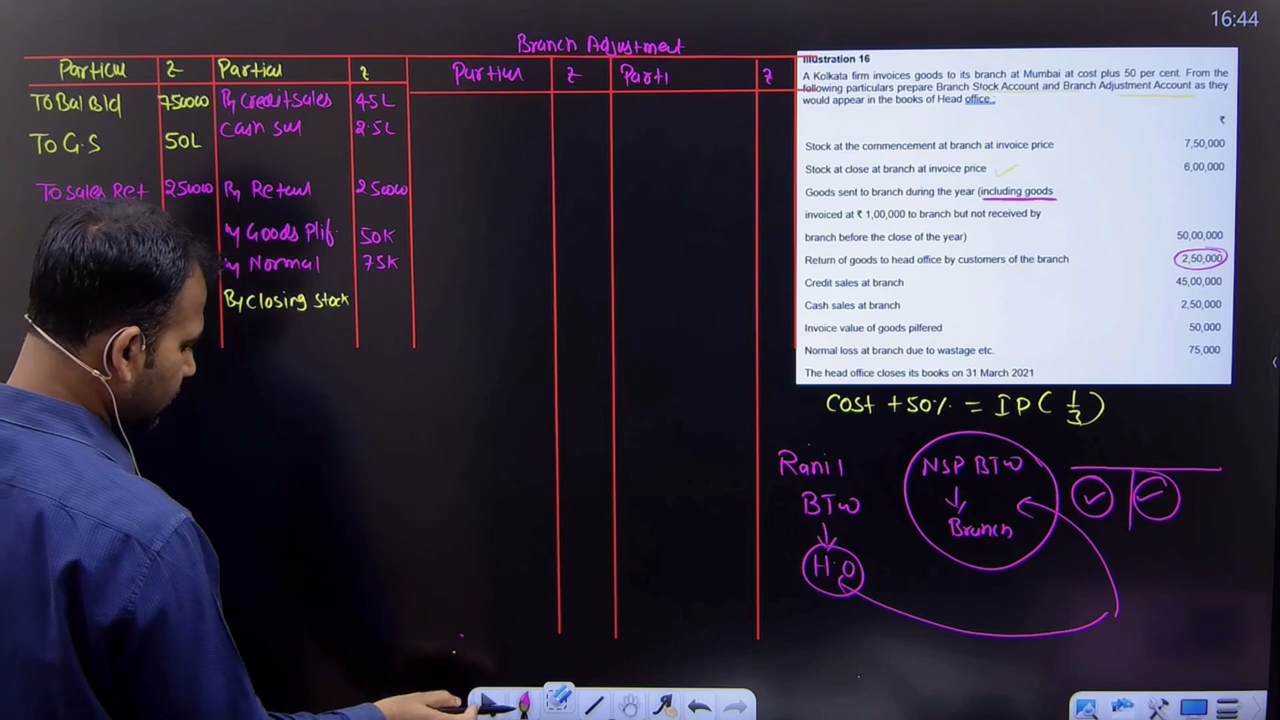 16:44
Branch Adjustment
Particu ₹ Particu ₹ Particu ₹ Parti ₹
To Bal B/d 750000 By Credit sales 45L
Cash sal 2.5L
To G.S 50L
To Sales Ret 250000 By Return 250000
y Goods Plif. 50K
y Normal 75K
By Closing Stock
Illustration 16
A Kolkata firm invoices goods to its branch at Mumbai at cost plus 50 per cent. From the
following particulars prepare Branch Stock Account and Branch Adjustment Account as they
would appear in the books of Head office.:
₹
Stock at the commencement at branch at invoice price 7,50,000
Stock at close at branch at invoice price 6,00,000
Goods sent to branch during the year (including goods
invoiced at ₹ 1,00,000 to branch but not received by
branch before the close of the year) 50,00,000
Return of goods to head office by customers of the branch 2,50,000
Credit sales at branch 45,00,000
Cash sales at branch 2,50,000
Invoice value of goods pilfered 50,000
Normal loss at branch due to wastage etc. 75,000
The head office closes its books on 31 March 2021
Cost + 50% = IP (1/3)
Rani1
BTW
H.O
NSP BTW
Branch